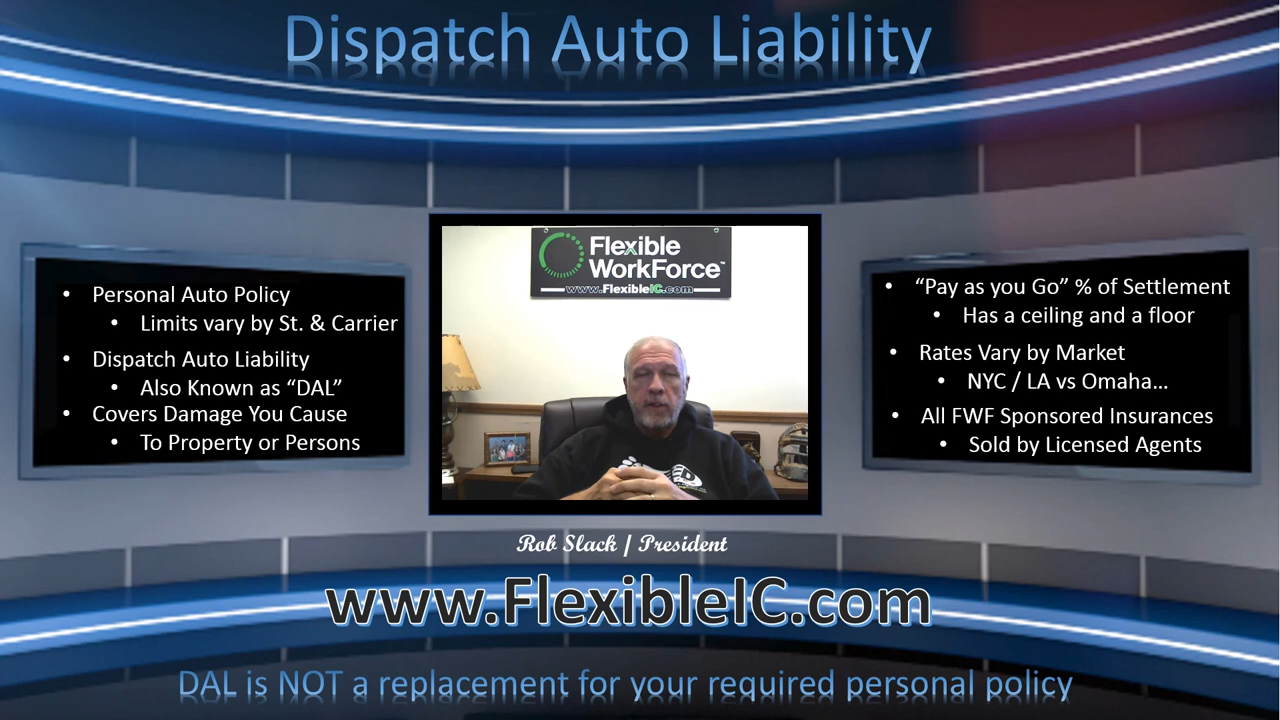 Dispatch Auto Liability
• Personal Auto Policy
• Limits vary by St. & Carrier
• Dispatch Auto Liability
• Also Known as “DAL”
• Covers Damage You Cause
• To Property or Persons
Flexible
WorkForce™
www.FlexibleIC.com
• “Pay as you Go” % of Settlement
• Has a ceiling and a floor
• Rates Vary by Market
• NYC / LA vs Omaha...
• All FWF Sponsored Insurances
• Sold by Licensed Agents
Rob Slack / President
www.FlexibleIC.com
DAL is NOT a replacement for your required personal policy